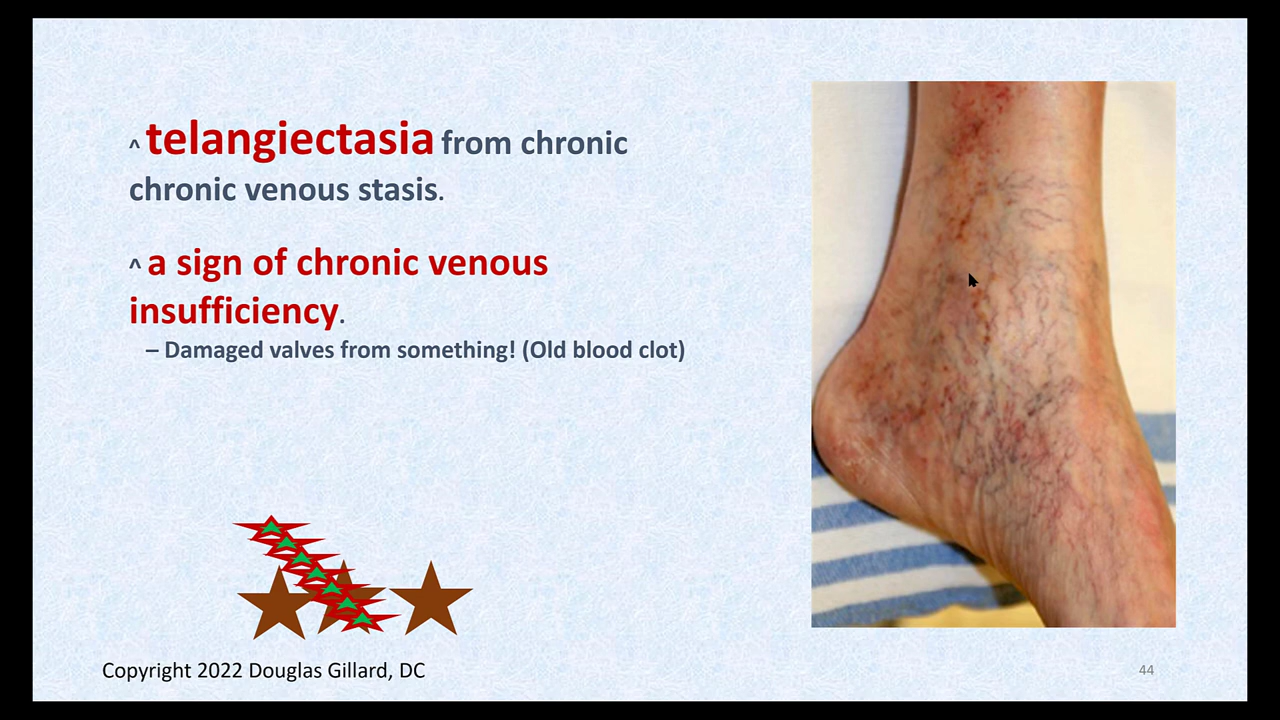 ^ telangiectasia from chronic
chronic venous stasis.
^ a sign of chronic venous
insufficiency.
– Damaged valves from something! (Old blood clot)
Copyright 2022 Douglas Gillard, DC
44